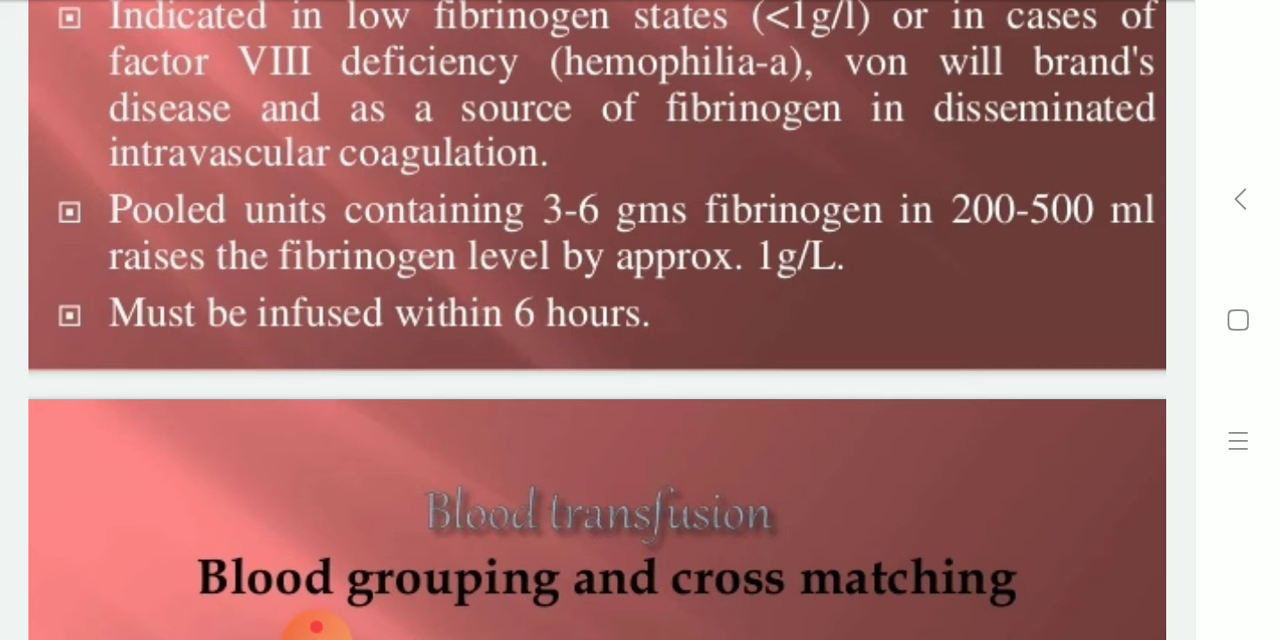 Indicated in low fibrinogen states (<1g/l) or in cases of
factor VIII deficiency (hemophilia-a), von will brand's
disease and as a source of fibrinogen in disseminated
intravascular coagulation.
Pooled units containing 3-6 gms fibrinogen in 200-500 ml
raises the fibrinogen level by approx. 1g/L.
Must be infused within 6 hours.
Blood transfusion
Blood grouping and cross matching